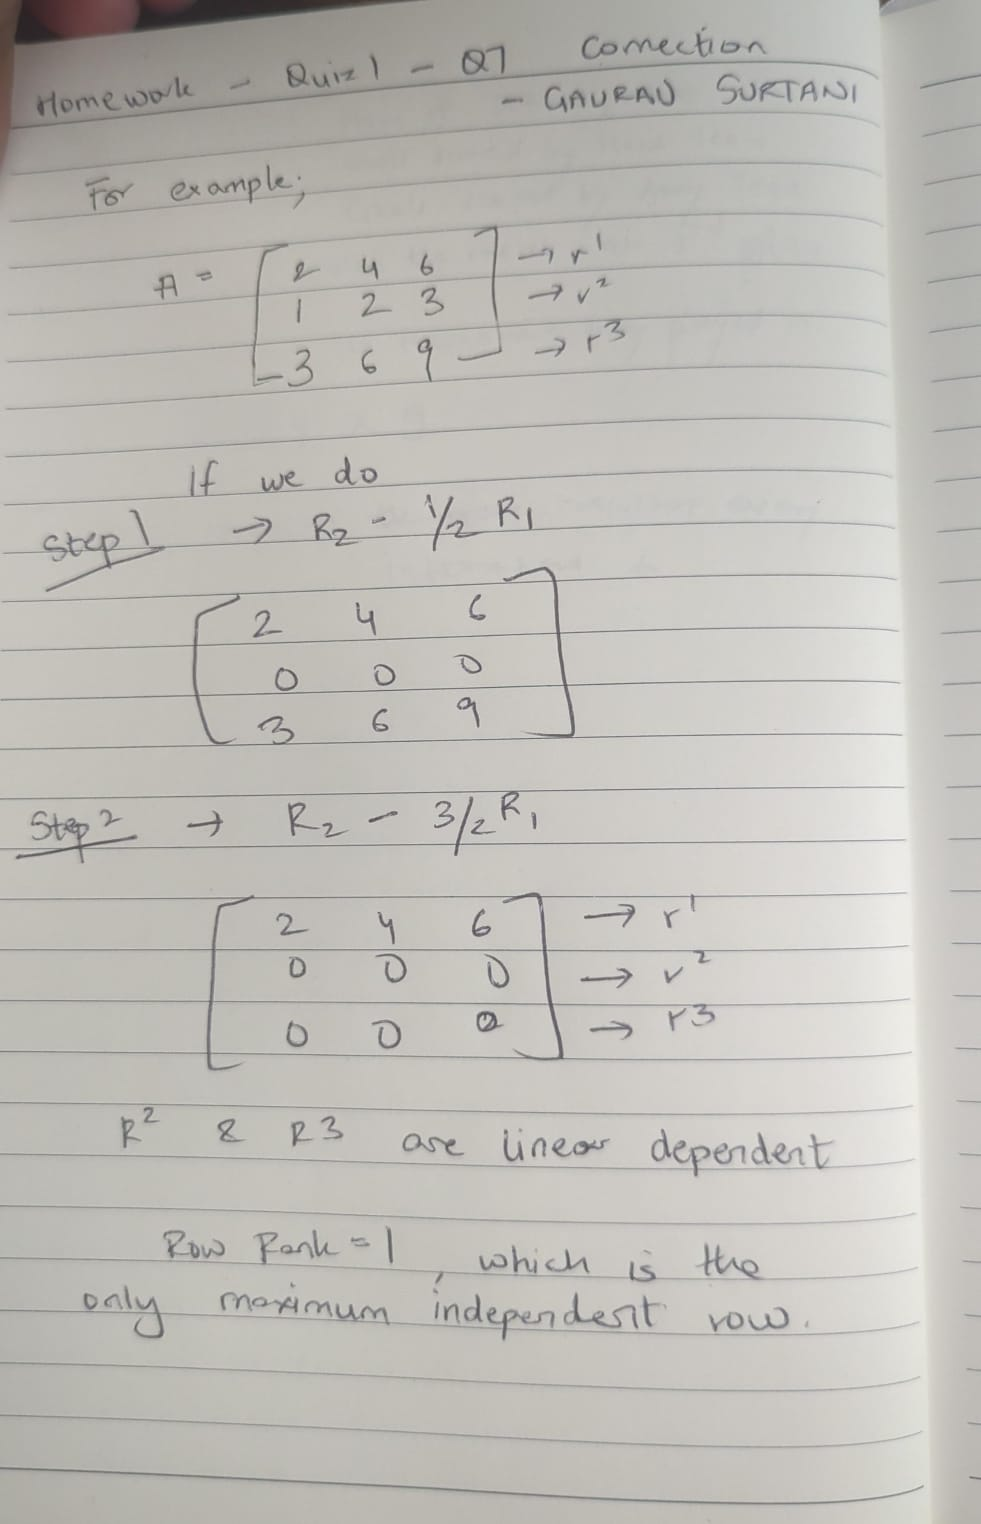 Homework - Quiz 1 - Q7 Correction
- GAURAV SURTANI
For example;
A = [ 2 4 6 ] → r¹
1 2 3 → r²
3 6 9 → r³
If we do
Step 1 → R₂ - 1/2 R₁
2 4 6
0 0 0
3 6 9
Step 2 → R₂ - 3/2 R₁
2 4 6 → r¹
0 0 0 → r²
0 0 0 → r3
R² & R3 are linear dependent
Row Rank = 1, which is the
only maximum independent row.